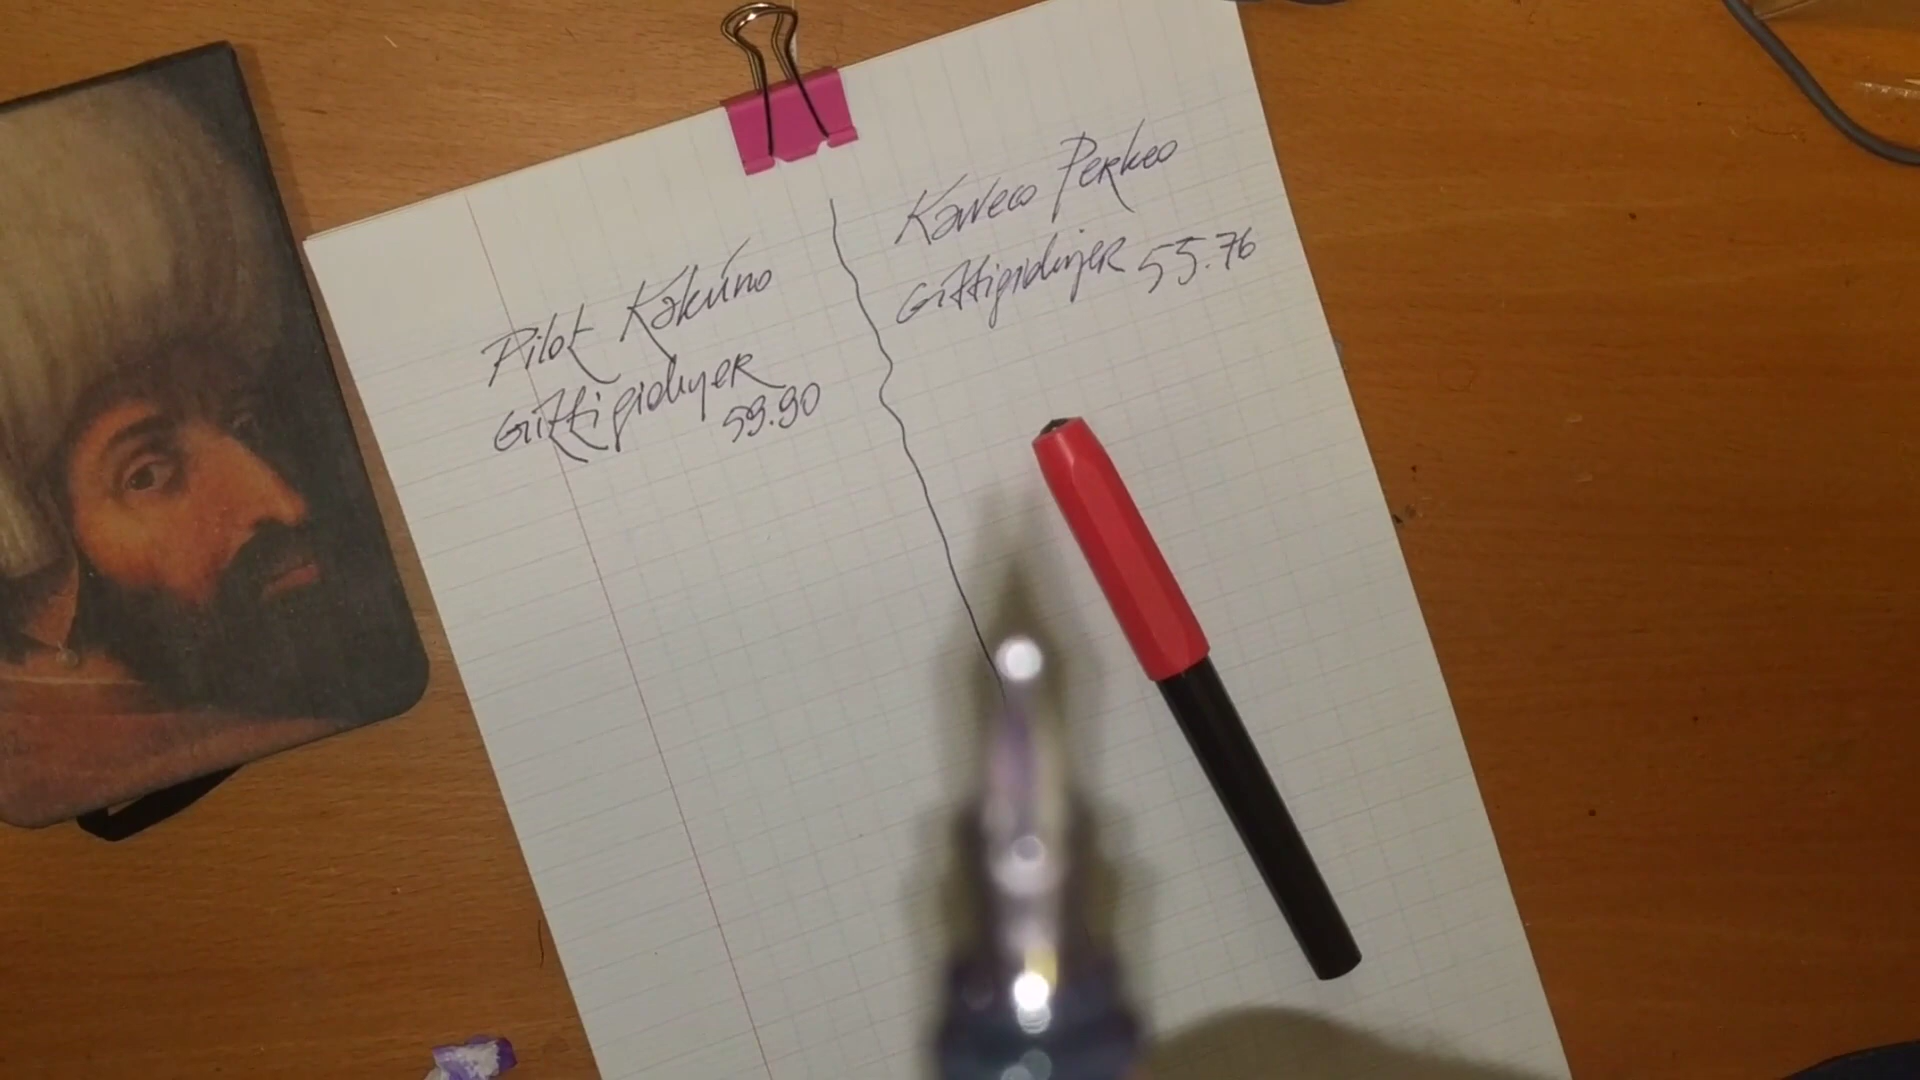 Pilot Kakuno
Gittigidiyor
59.90
Kaweco Perkeo
Gittigidiyor 55.76